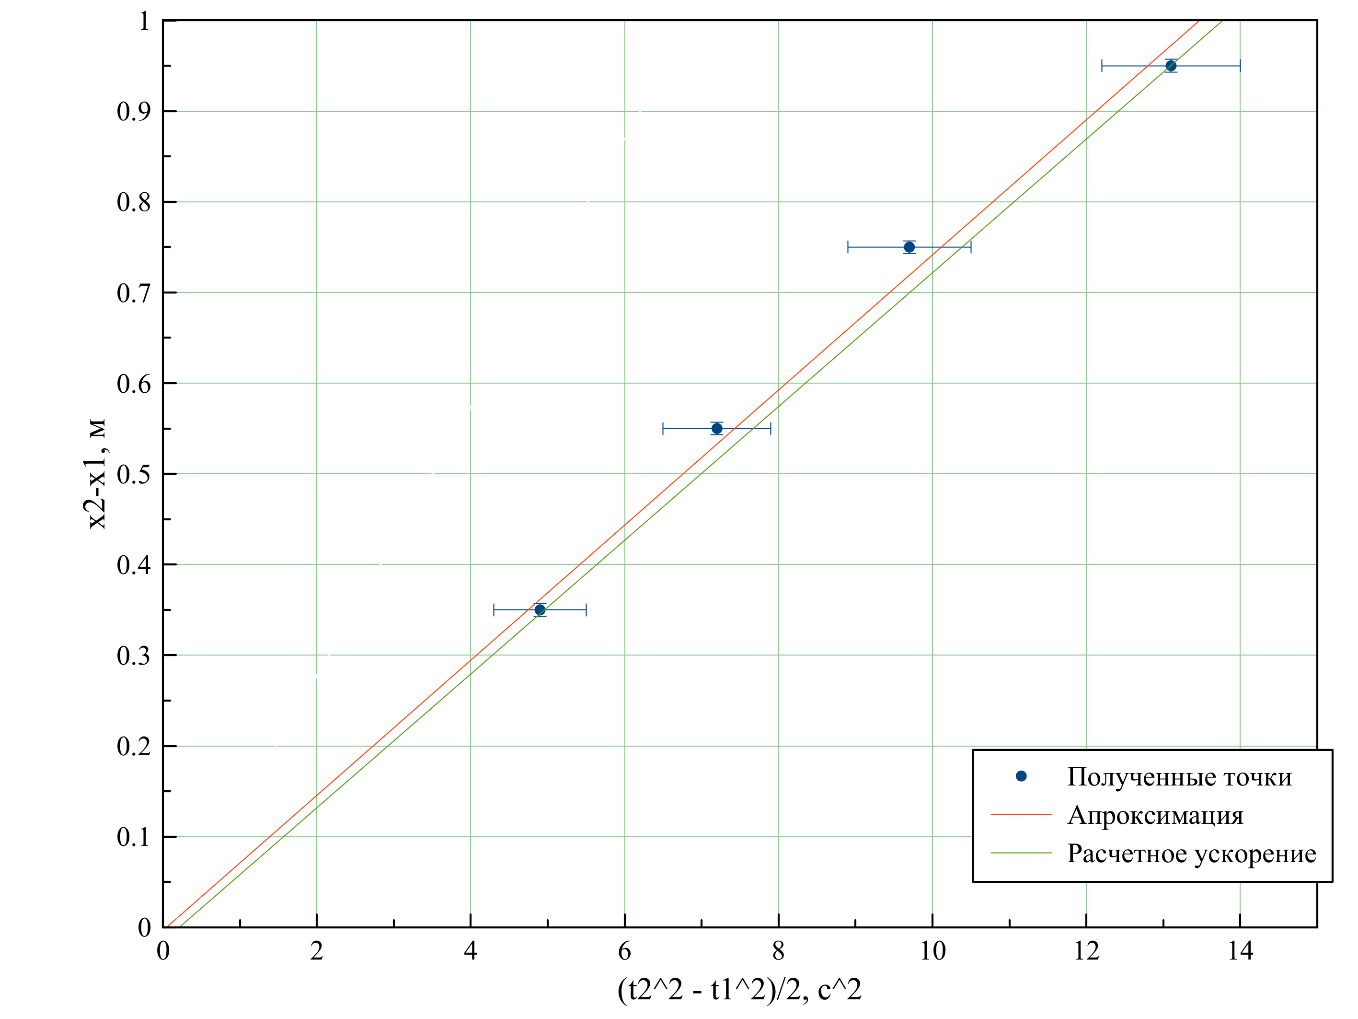 1
0.9
0.8
0.7
0.6
0.5
0.4
0.3
0.2
0.1
0
x2-x1, м
0 2 4 6 8 10 12 14
(t2^2 - t1^2)/2, c^2
Полученные точки
Апроксимация
Расчетное ускорение